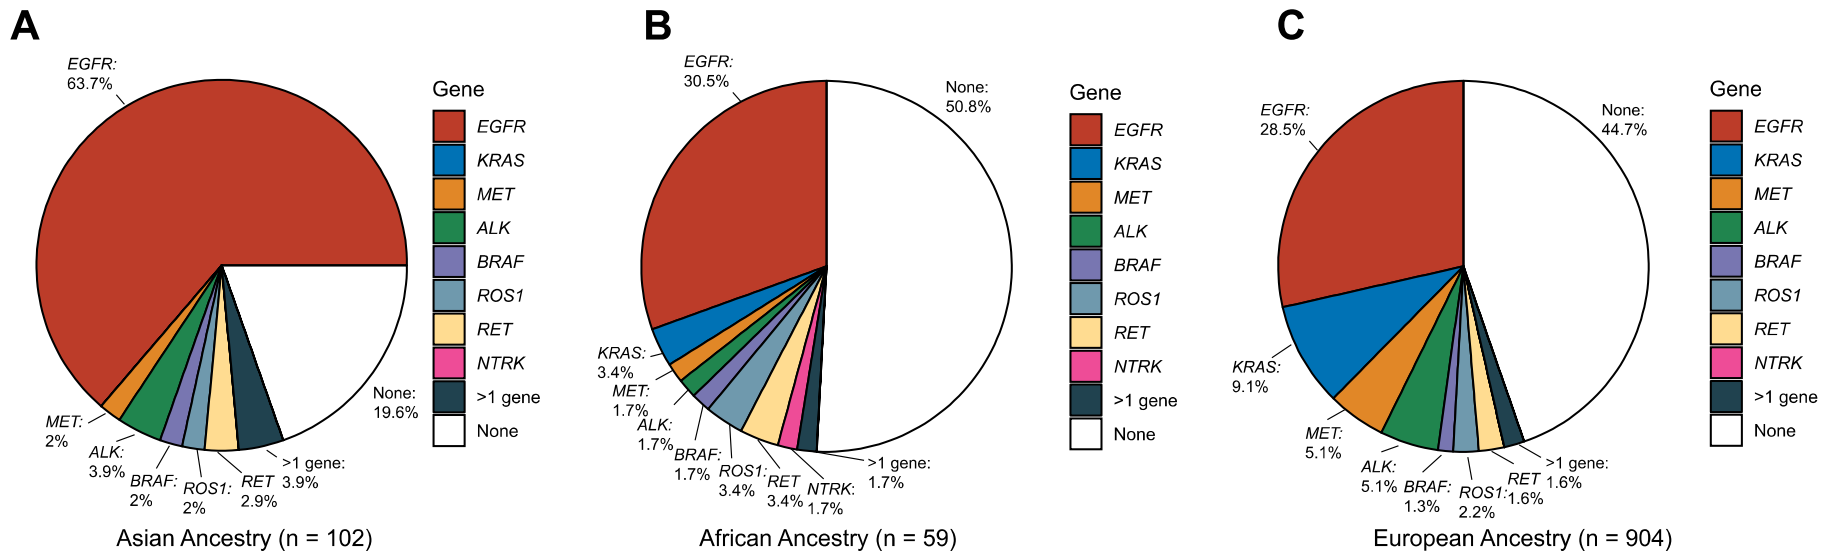 A
EGFR:
63.7%
MET:
2%
ALK:
3.9%
BRAF:
2%
ROS1:
2%
RET
2.9%
>1 gene:
3.9%
None:
19.6%
Gene
EGFR
KRAS
MET
ALK
BRAF
ROS1
RET
NTRK
>1 gene
None
Asian Ancestry (n = 102)
B
EGFR:
30.5%
None:
50.8%
KRAS:
3.4%
MET:
1.7%
ALK:
1.7%
BRAF:
1.7%
ROS1:
3.4%
RET
3.4%
NTRK:
1.7%
>1 gene:
1.7%
Gene
EGFR
KRAS
MET
ALK
BRAF
ROS1
RET
NTRK
>1 gene
None
African Ancestry (n = 59)
C
EGFR:
28.5%
None:
44.7%
KRAS:
9.1%
MET:
5.1%
ALK:
5.1%
BRAF:
1.3%
ROS1:
2.2%
RET
1.6%
>1 gene:
1.6%
Gene
EGFR
KRAS
MET
ALK
BRAF
ROS1
RET
NTRK
>1 gene
None
European Ancestry (n = 904)